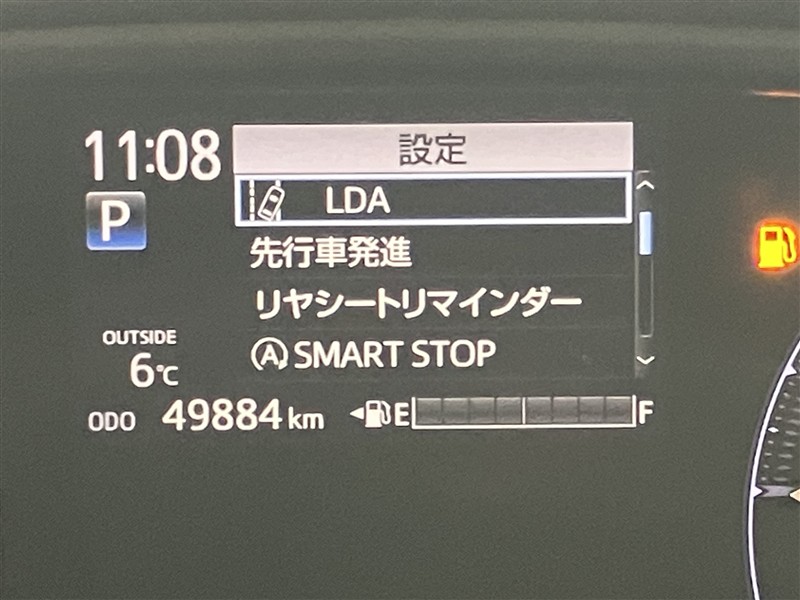 11:08
設定
P
LDA
先行車発進
リヤシートリマインダー
A SMART STOP
OUTSIDE
6℃
ODO 49884 km
E F